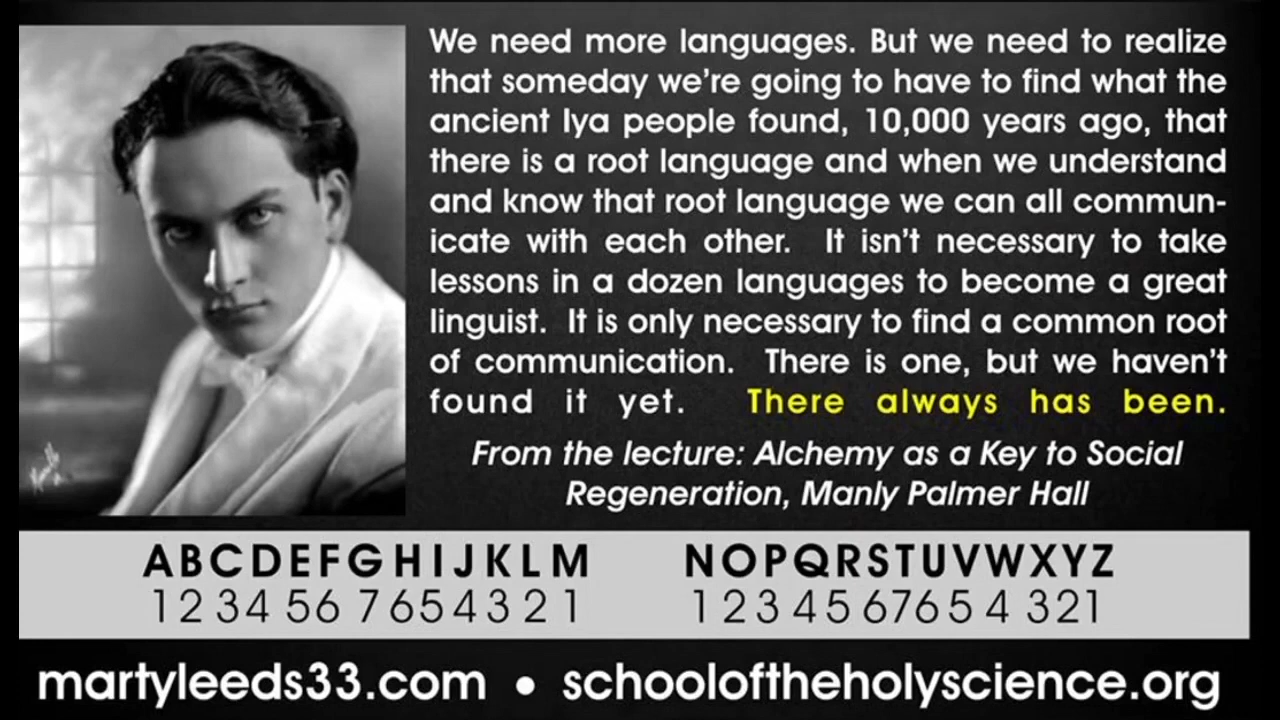 We need more languages. But we need to realize
that someday we're going to have to find what the
ancient Iya people found, 10,000 years ago, that
there is a root language and when we understand
and know that root language we can all commun-
icate with each other. It isn't necessary to take
lessons in a dozen languages to become a great
linguist. It is only necessary to find a common root
of communication. There is one, but we haven't
found it yet. There always has been.
From the lecture: Alchemy as a Key to Social
Regeneration, Manly Palmer Hall
ABCDEFGHIJKLM NOPQRSTUVWXYZ
1234567654321 1234567654321
martyleeds33.com • schooloftheholyscience.org